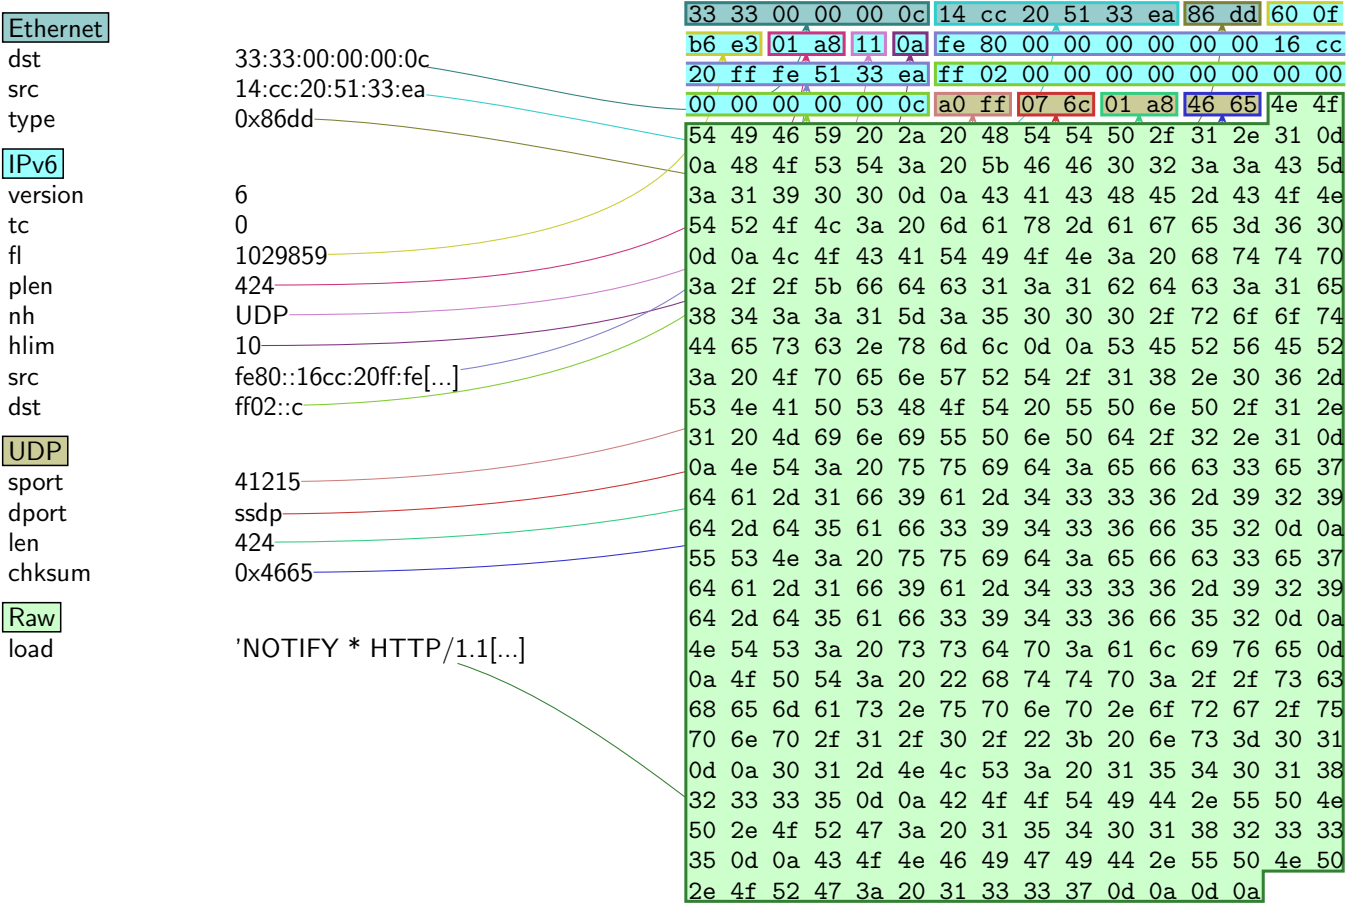 Ethernet
dst 33:33:00:00:00:0c
src 14:cc:20:51:33:ea
type 0x86dd
IPv6
version 6
tc 0
fl 1029859
plen 424
nh UDP
hlim 10
src fe80::16cc:20ff:fe[...]
dst ff02::c
UDP
sport 41215
dport ssdp
len 424
chksum 0x4665
Raw
load 'NOTIFY * HTTP/1.1[...]
33 33 00 00 00 0c 14 cc 20 51 33 ea 86 dd 60 0f
b6 e3 01 a8 11 0a fe 80 00 00 00 00 00 00 16 cc
20 ff fe 51 33 ea ff 02 00 00 00 00 00 00 00 00
00 00 00 00 00 0c a0 ff 07 6c 01 a8 46 65 4e 4f
54 49 46 59 20 2a 20 48 54 54 50 2f 31 2e 31 0d
0a 48 4f 53 54 3a 20 5b 46 46 30 32 3a 3a 43 5d
3a 31 39 30 30 0d 0a 43 41 43 48 45 2d 43 4f 4e
54 52 4f 4c 3a 20 6d 61 78 2d 61 67 65 3d 36 30
0d 0a 4c 4f 43 41 54 49 4f 4e 3a 20 68 74 74 70
3a 2f 2f 5b 66 64 63 31 3a 31 62 64 63 3a 31 65
38 34 3a 3a 31 5d 3a 35 30 30 30 2f 72 6f 6f 74
44 65 73 63 2e 78 6d 6c 0d 0a 53 45 52 56 45 52
3a 20 4f 70 65 6e 57 52 54 2f 31 38 2e 30 36 2d
53 4e 41 50 53 48 4f 54 20 55 50 6e 50 2f 31 2e
31 20 4d 69 6e 69 55 50 6e 50 64 2f 32 2e 31 0d
0a 4e 54 3a 20 75 75 69 64 3a 65 66 63 33 65 37
64 61 2d 31 66 39 61 2d 34 33 33 36 2d 39 32 39
64 2d 64 35 61 66 33 39 34 33 36 66 35 32 0d 0a
55 53 4e 3a 20 75 75 69 64 3a 65 66 63 33 65 37
64 61 2d 31 66 39 61 2d 34 33 33 36 2d 39 32 39
64 2d 64 35 61 66 33 39 34 33 36 66 35 32 0d 0a
4e 54 53 3a 20 73 73 64 70 3a 61 6c 69 76 65 0d
0a 4f 50 54 3a 20 22 68 74 74 70 3a 2f 2f 73 63
68 65 6d 61 73 2e 75 70 6e 70 2e 6f 72 67 2f 75
70 6e 70 2f 31 2f 30 2f 22 3b 20 6e 73 3d 30 31
0d 0a 30 31 2d 4e 4c 53 3a 20 31 35 34 30 31 38
32 33 33 35 0d 0a 42 4f 4f 54 49 44 2e 55 50 4e
50 2e 4f 52 47 3a 20 31 35 34 30 31 38 32 33 33
35 0d 0a 43 4f 4e 46 49 47 49 44 2e 55 50 4e 50
2e 4f 52 47 3a 20 31 33 33 37 0d 0a 0d 0a